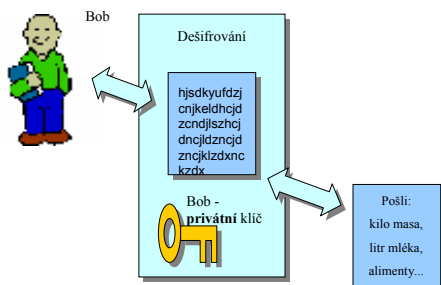 Bob
Dešifrování
hjsdkyufdzj
cnjkeldhcjd
zcndjlszhcj
dncjldzncjd
zncjklzdxnc
kzdx
Bob -
privátní klíč
Pošli:
kilo masa,
litr mléka,
alimenty...